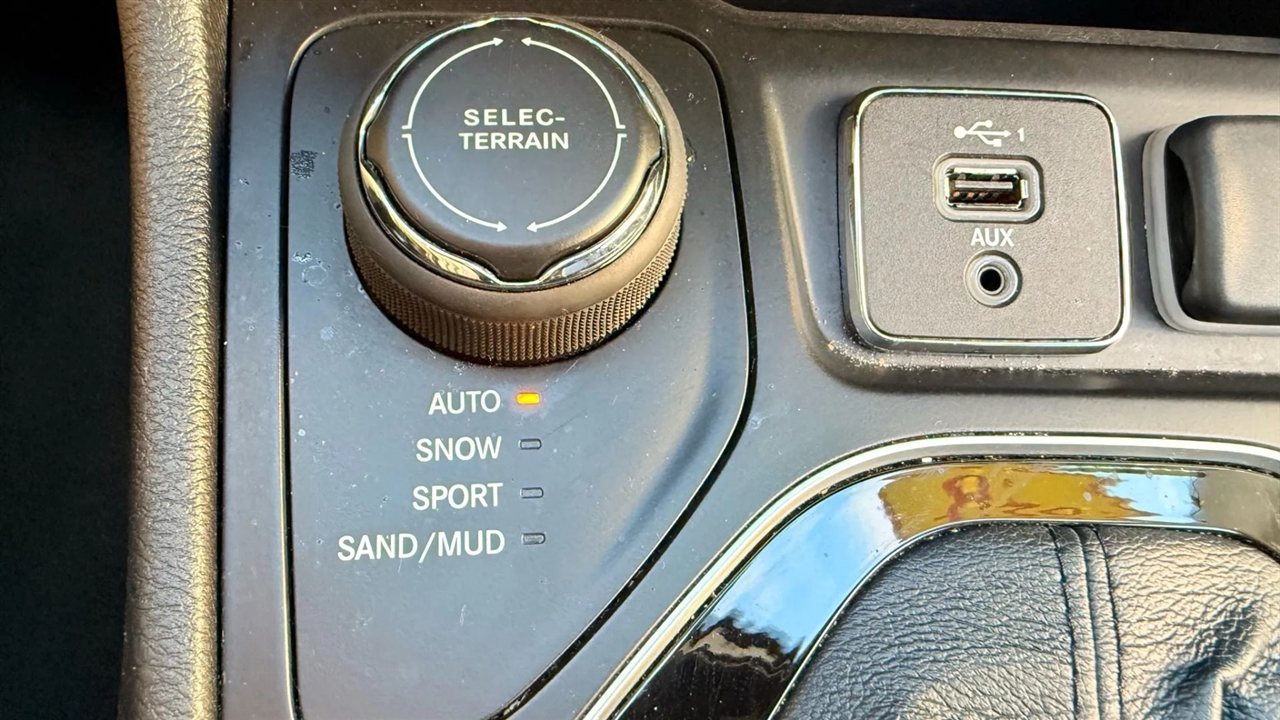 SELEC-
TERRAIN
1
AUX
AUTO
SNOW
SPORT
SAND/MUD